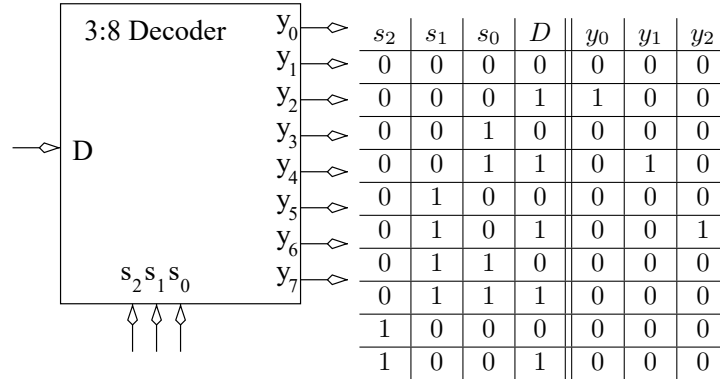 3:8 Decoder
y0
y1
y2
y3
y4
y5
y6
y7
D
s2 s1 s0
s2 s1 s0 D y0 y1 y2
0 0 0 0 0 0 0
0 0 0 1 1 0 0
0 0 1 0 0 0 0
0 0 1 1 0 1 0
0 1 0 0 0 0 0
0 1 0 1 0 0 1
0 1 1 0 0 0 0
0 1 1 1 0 0 0
1 0 0 0 0 0 0
1 0 0 1 0 0 0